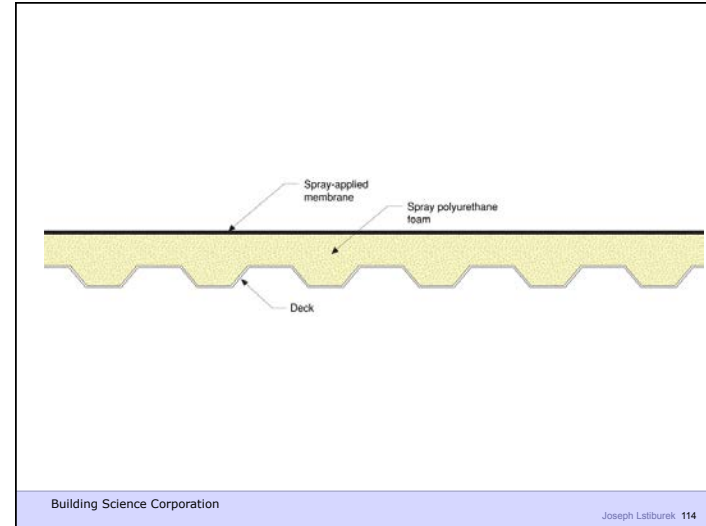 Spray-applied
membrane
Spray polyurethane
foam
Deck
Building Science Corporation
Joseph Lstiburek 114